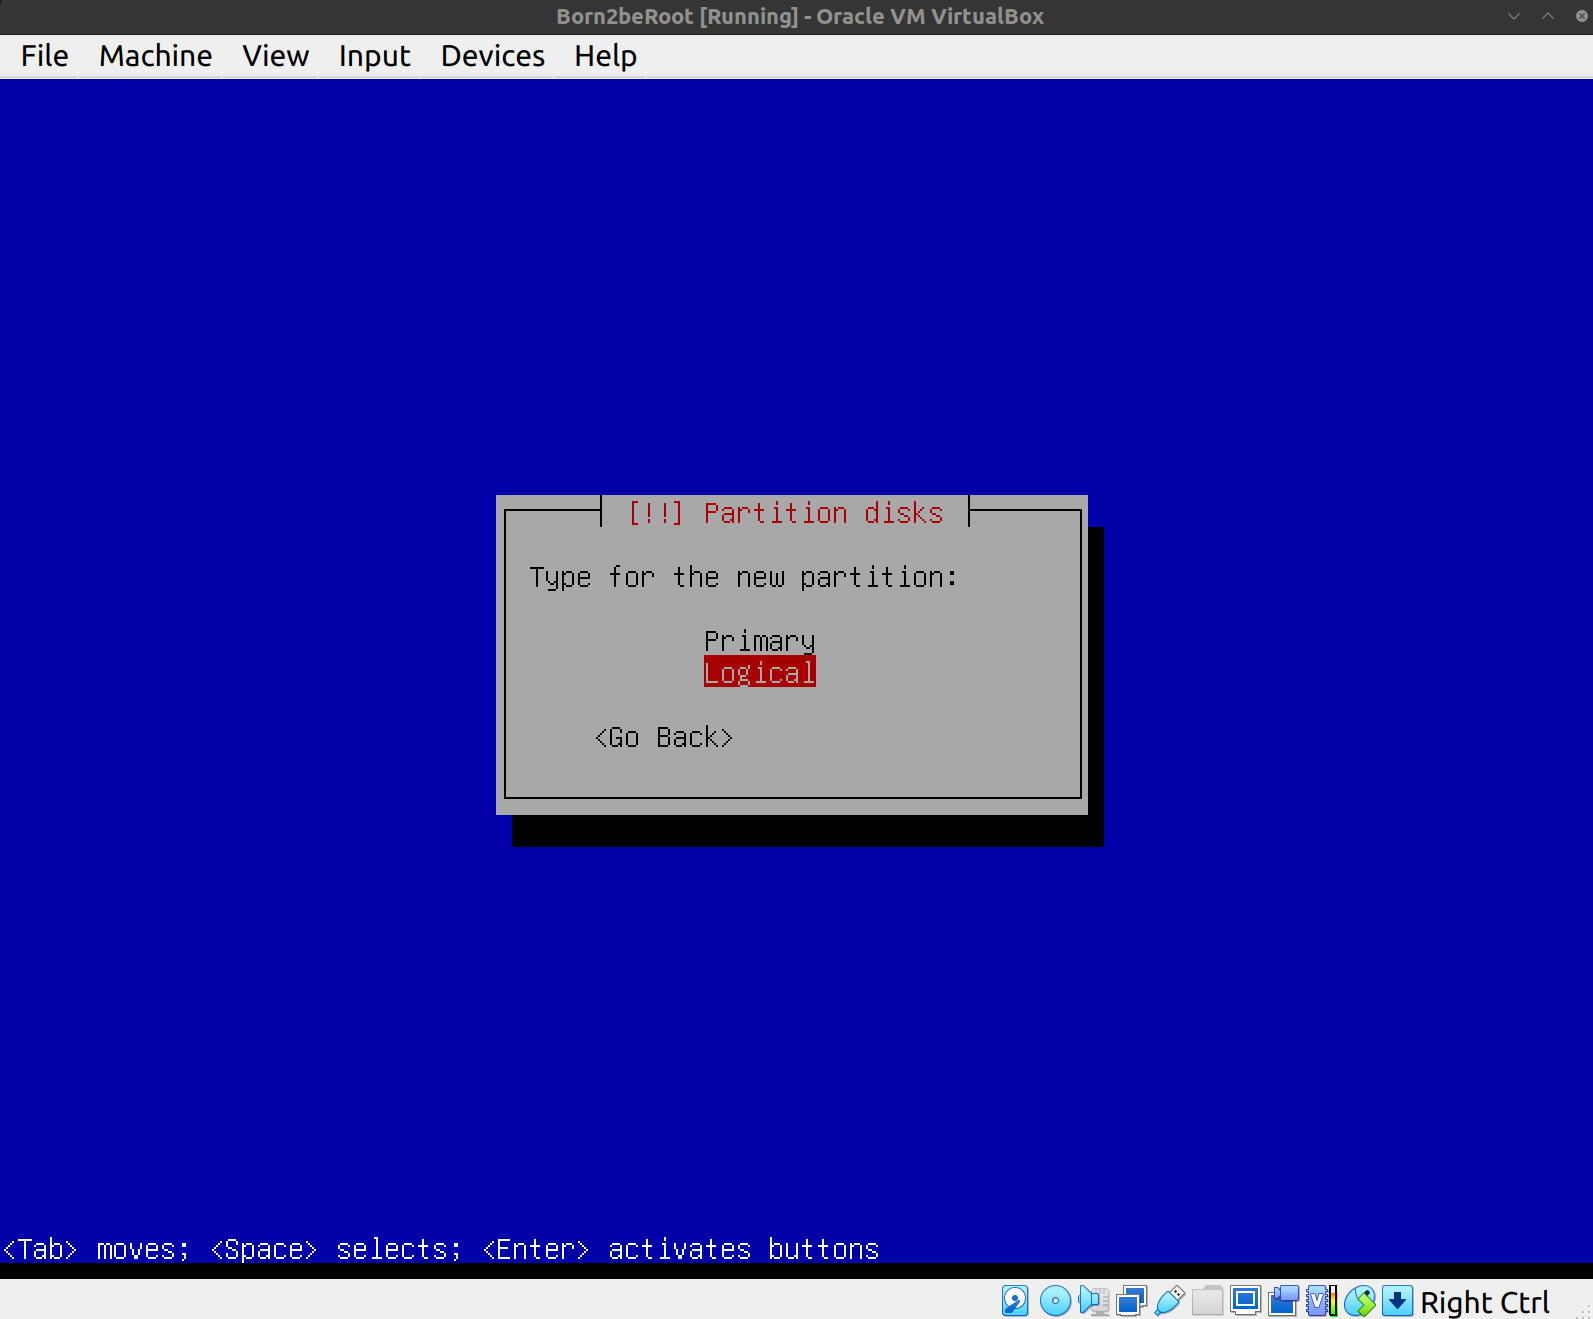 Born2beRoot [Running] - Oracle VM VirtualBox
File Machine View Input Devices Help
[!!] Partition disks
Type for the new partition:
Primary
Logical
<Go Back>
<Tab> moves; <Space> selects; <Enter> activates buttons
Right Ctrl